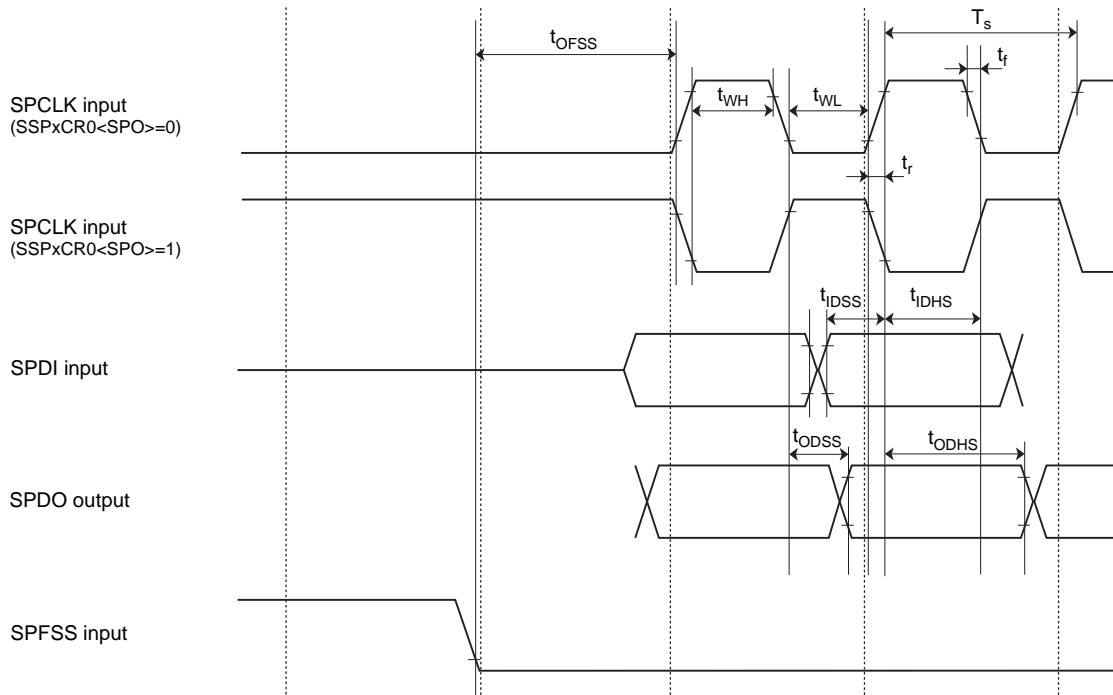 T_s
t_OFSS
t_f
SPCLK input
(SSPxCR0<SPO>=0)
t_WH
t_WL
t_r
SPCLK input
(SSPxCR0<SPO>=1)
t_IDSS
t_IDHS
SPDI input
t_ODSS
t_ODHS
SPDO output
SPFSS input